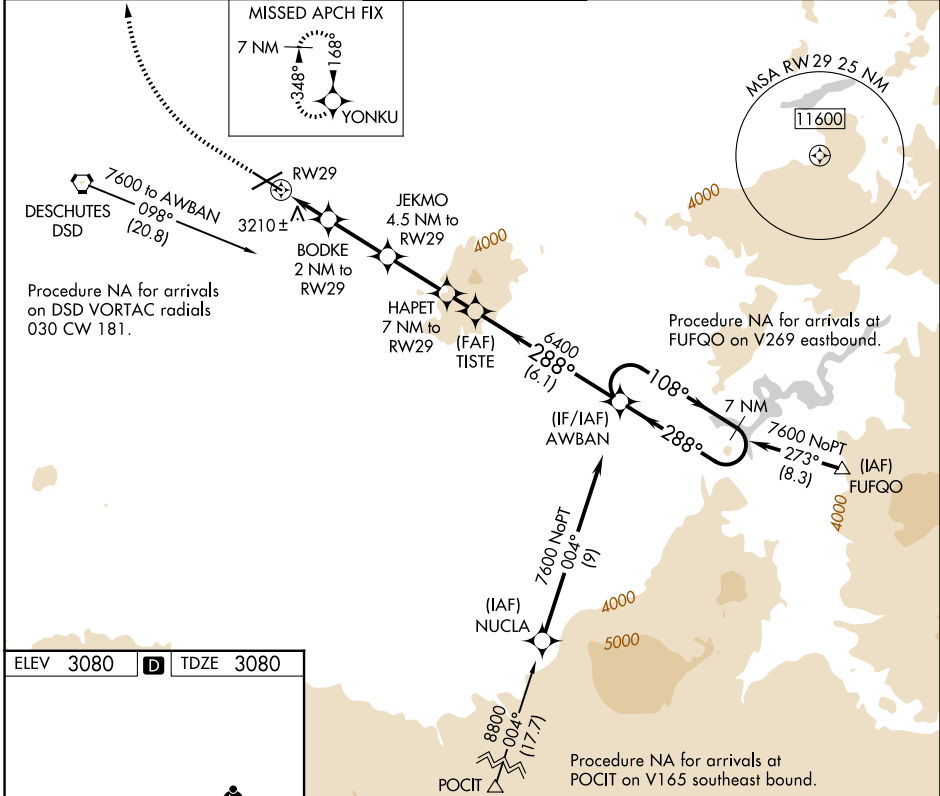 MISSED APCH FIX
7 NM
348°
168°
YONKU
MSA RW29 25 NM
11600
RW29
7600 to AWBAN
098°
(20.8)
DESCHUTES
DSD
3210 ±
JEKMO
4.5 NM to
RW29
4000
4000
BODKE
2 NM to
RW29
Procedure NA for arrivals
on DSD VORTAC radials
030 CW 181.
HAPET
7 NM to
RW29
(FAF)
TISTE
6400
288°
(6.1)
Procedure NA for arrivals at
FUFQO on V269 eastbound.
108°
7 NM
(IF/IAF)
AWBAN
288°
7600 NoPT
273°
(8.3)
(IAF)
FUFQO
4000
7600 NoPT
004°
(9)
(IAF)
NUCLA
4000
5000
ELEV 3080 D TDZE 3080
8800
004°
(17.7)
POCIT
Procedure NA for arrivals at
POCIT on V165 southeast bound.